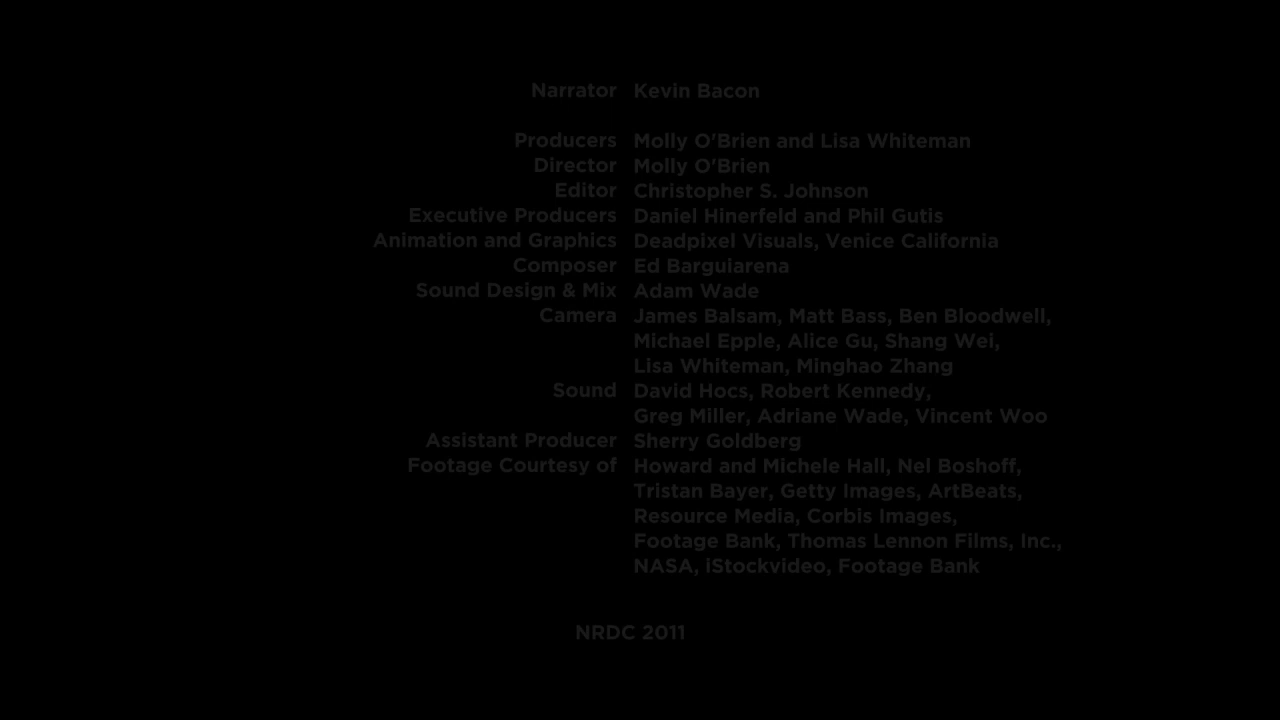 Narrator Kevin Bacon
Producers Molly O'Brien and Lisa Whiteman
Director Molly O'Brien
Editor Christopher S. Johnson
Executive Producers Daniel Hinerfeld and Phil Gutis
Animation and Graphics Deadpixel Visuals, Venice California
Composer Ed Barguiarena
Sound Design & Mix Adam Wade
Camera James Balsam, Matt Bass, Ben Bloodwell,
Michael Epple, Alice Gu, Shang Wei,
Lisa Whiteman, Minghao Zhang
Sound David Hocs, Robert Kennedy,
Greg Miller, Adriane Wade, Vincent Woo
Assistant Producer Sherry Goldberg
Footage Courtesy of Howard and Michele Hall, Nel Boshoff,
Tristan Bayer, Getty Images, ArtBeats,
Resource Media, Corbis Images,
Footage Bank, Thomas Lennon Films, Inc.,
NASA, iStockvideo, Footage Bank
NRDC 2011